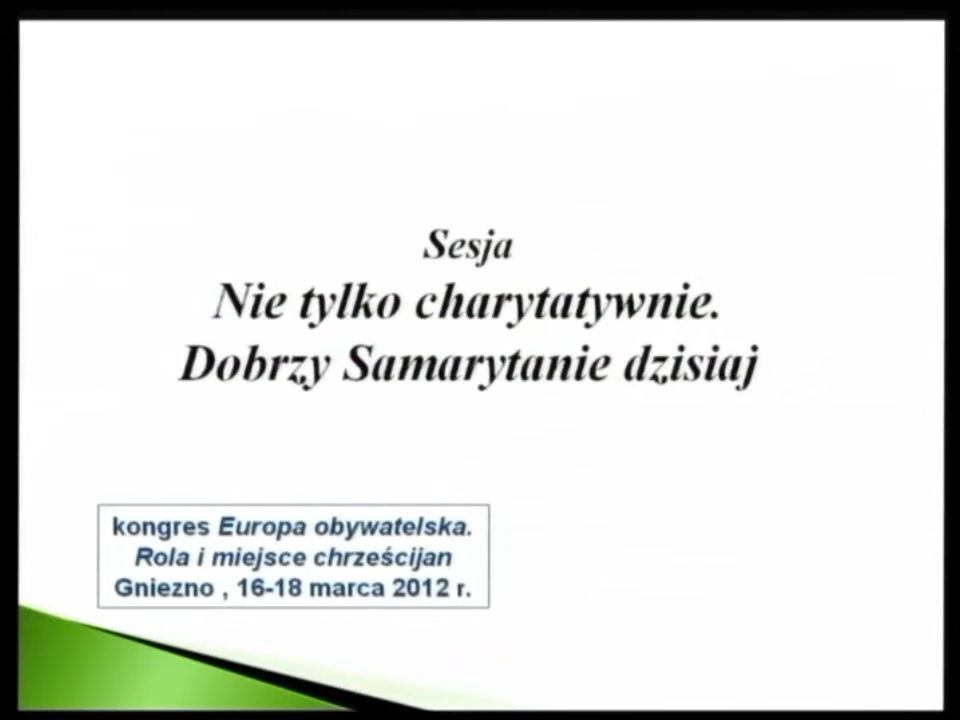 Sesja
Nie tylko charytatywnie.
Dobrzy Samarytanie dzisiaj
kongres Europa obywatelska.
Rola i miejsce chrześcijan
Gniezno , 16-18 marca 2012 r.